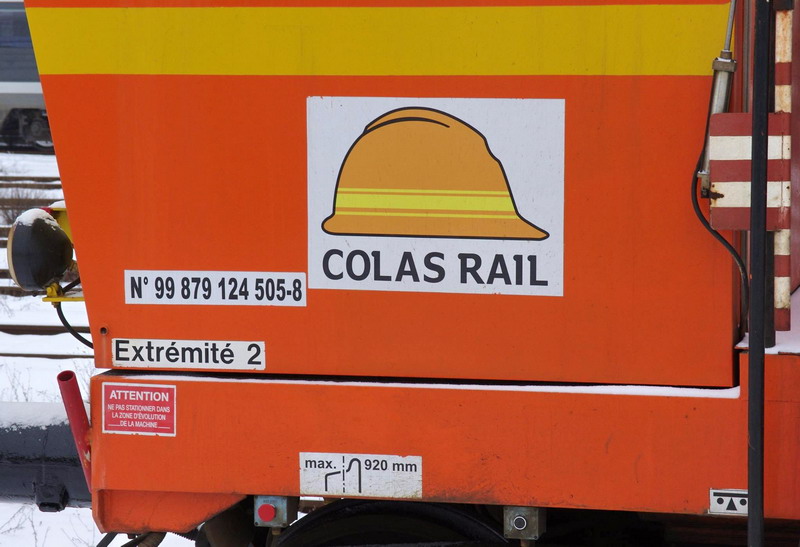 COLAS RAIL
N° 99 879 124 505-8
Extrémité 2
ATTENTION
NE PAS STATIONNER DANS
LA ZONE D'ÉVOLUTION
DE LA MACHINE
max. 920 mm